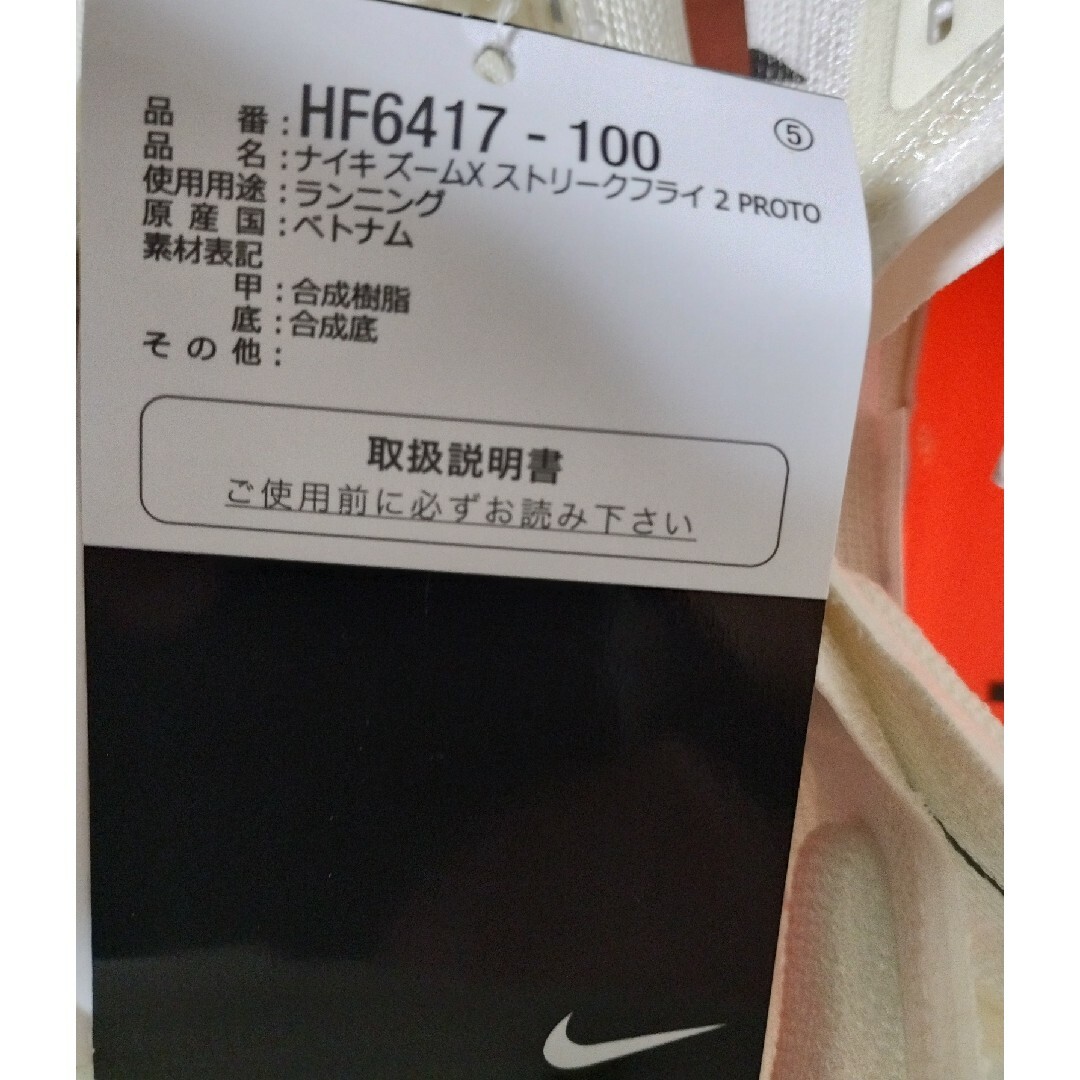 品番：HF6417 - 100 ⑤
品名：ナイキ ズームX ストリークフライ 2 PROTO
使用用途：ランニング
原産国：ベトナム
素材表記
甲：合成樹脂
底：合成底
その他：
取扱説明書
ご使用前に必ずお読み下さい